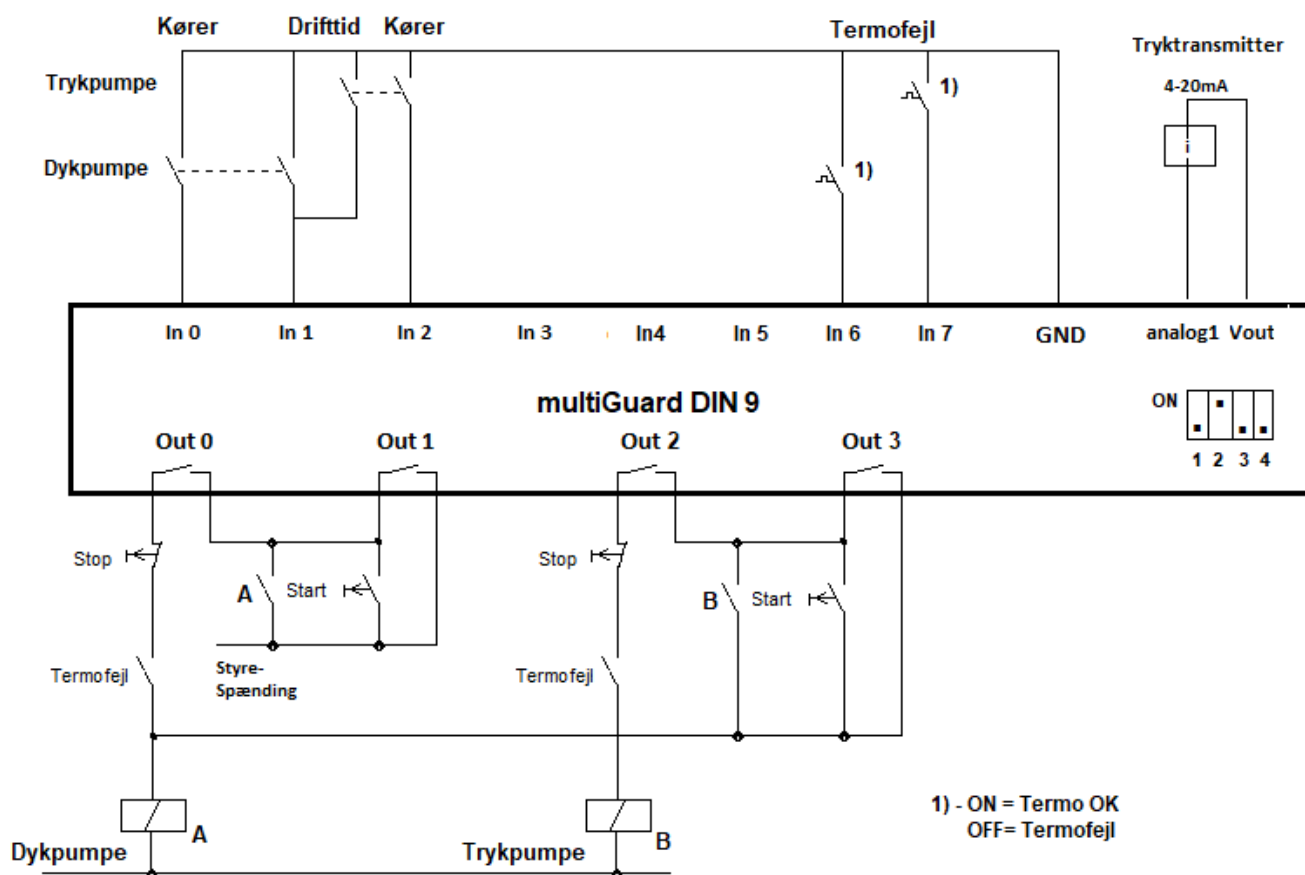 Kører Drifttid Kører Termofejl
Tryktransmitter
4-20mA
Trykpumpe
1)
i
Dykpumpe
1)
In 0 In 1 In 2 In 3 In4 In 5 In 6 In 7 GND analog1 Vout
multiGuard DIN 9
ON
1 2 3 4
Out 0 Out 1 Out 2 Out 3
Stop
A
Start
Stop
B
Start
Termofejl
Styre-
Spænding
Termofejl
A
B
Dykpumpe
Trykpumpe
1) - ON = Termo OK
OFF= Termofejl